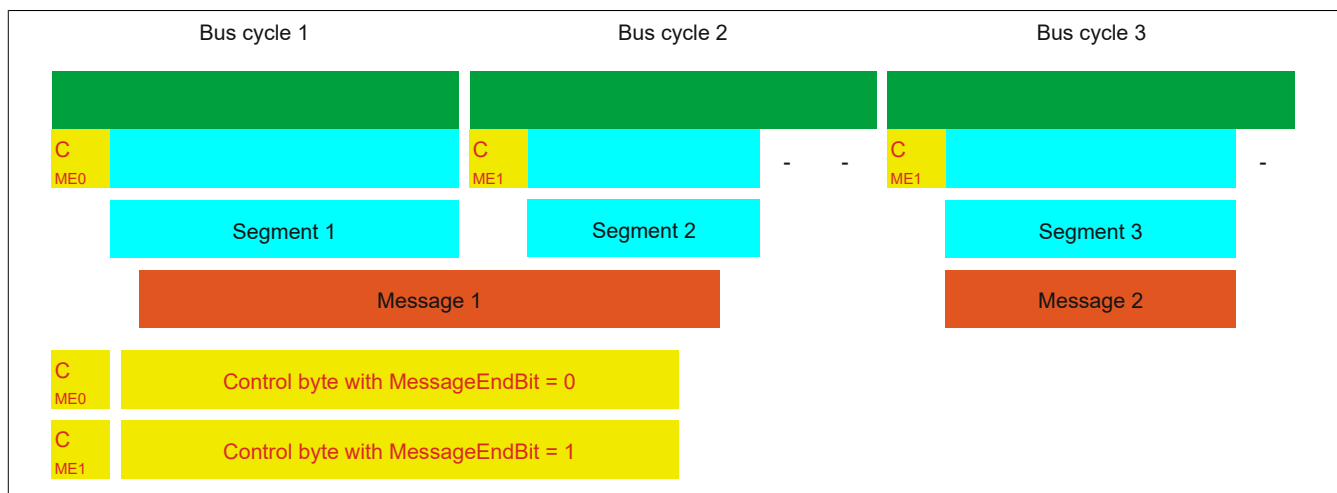 Bus cycle 1 Bus cycle 2 Bus cycle 3
C C - - C -
ME0 ME1 ME1
Segment 1 Segment 2 Segment 3
Message 1 Message 2
C
ME0
Control byte with MessageEndBit = 0
C
ME1
Control byte with MessageEndBit = 1